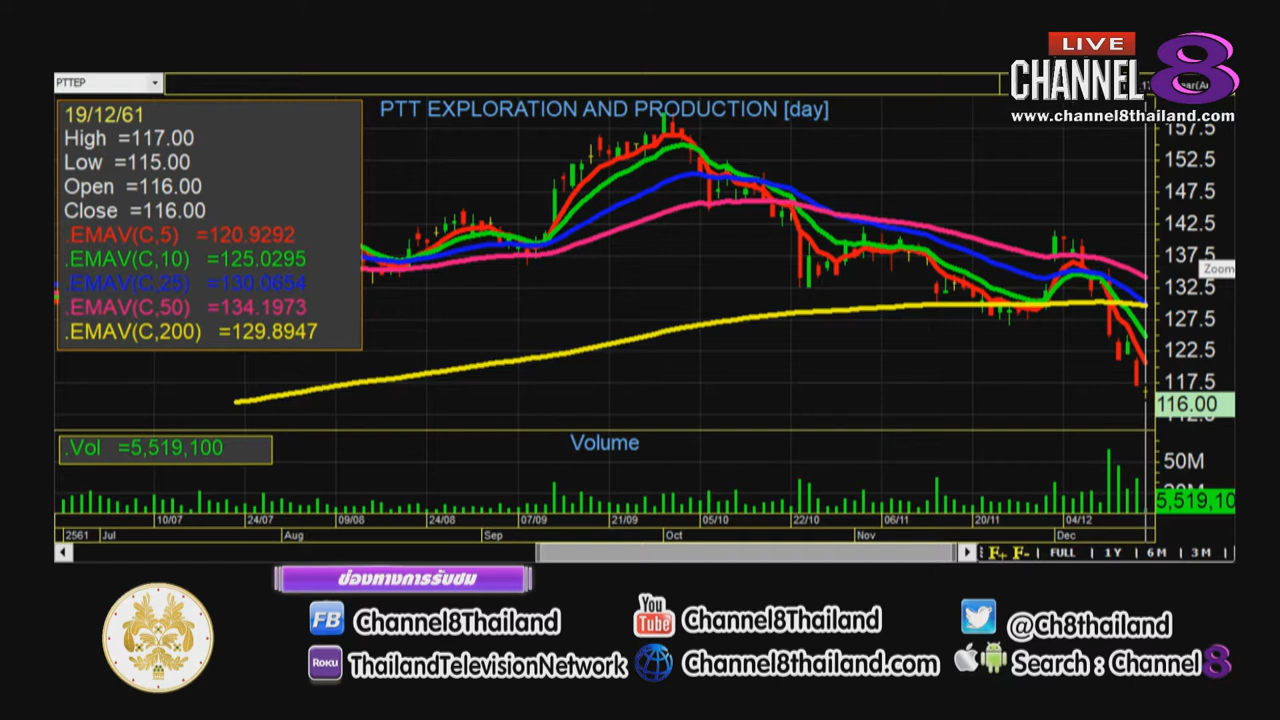 LIVE
CHANNEL 8
www.channel8thailand.com
PTTEP
PTT EXPLORATION AND PRODUCTION [day]
19/12/61
High =117.00
Low =115.00
Open =116.00
Close =116.00
.EMAV(C,5) =120.9292
.EMAV(C,10) =125.0295
.EMAV(C,25) =130.0654
.EMAV(C,50) =134.1973
.EMAV(C,200) =129.8947
157.5
152.5
147.5
142.5
137.5
Zoom
132.5
127.5
122.5
117.5
116.00
112.5
.Vol =5,519,100
Volume
50M
5,519,10
10/07 24/07 09/08 24/08 07/09 21/09 05/10 22/10 06/11 20/11 04/12
2561 Jul Aug Sep Oct Nov Dec
F+ F- FULL 1Y 6M 3M
ช่องทางการรับชม
FB Channel8Thailand
You Tube Channel8Thailand
@Ch8thailand
Roku ThailandTelevisionNetwork
Channel8thailand.com
Search : Channel 8